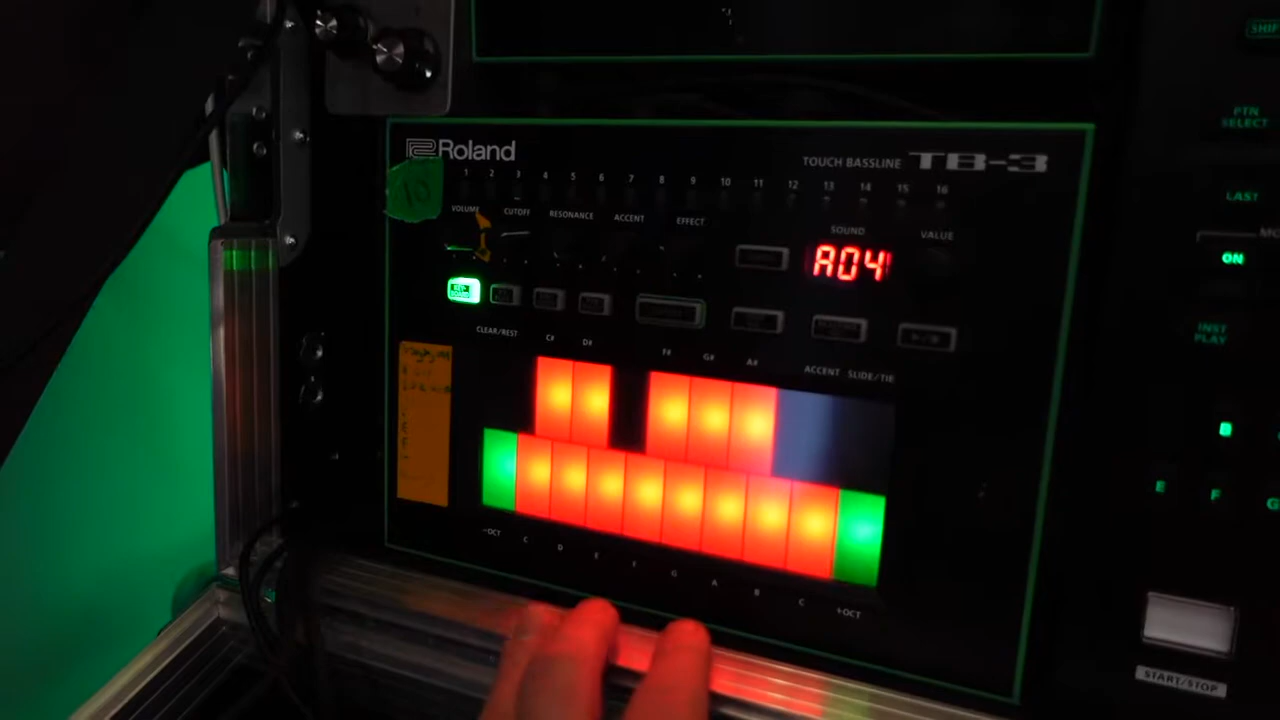 SHIF
Roland
TOUCH BASSLINE TB-3
PTN
SELECT
10
1 2 3 4 5 6 7 8 9 10 11 12 13 14 15 16
LAST
VOLUME CUTOFF RESONANCE ACCENT EFFECT
SOUND VALUE
A04
ON
INST
PLAY
CLEAR/REST C# D# F# G# A# ACCENT SLIDE/TIE
E F G
-OCT C D E F G A B C +OCT
START/STOP